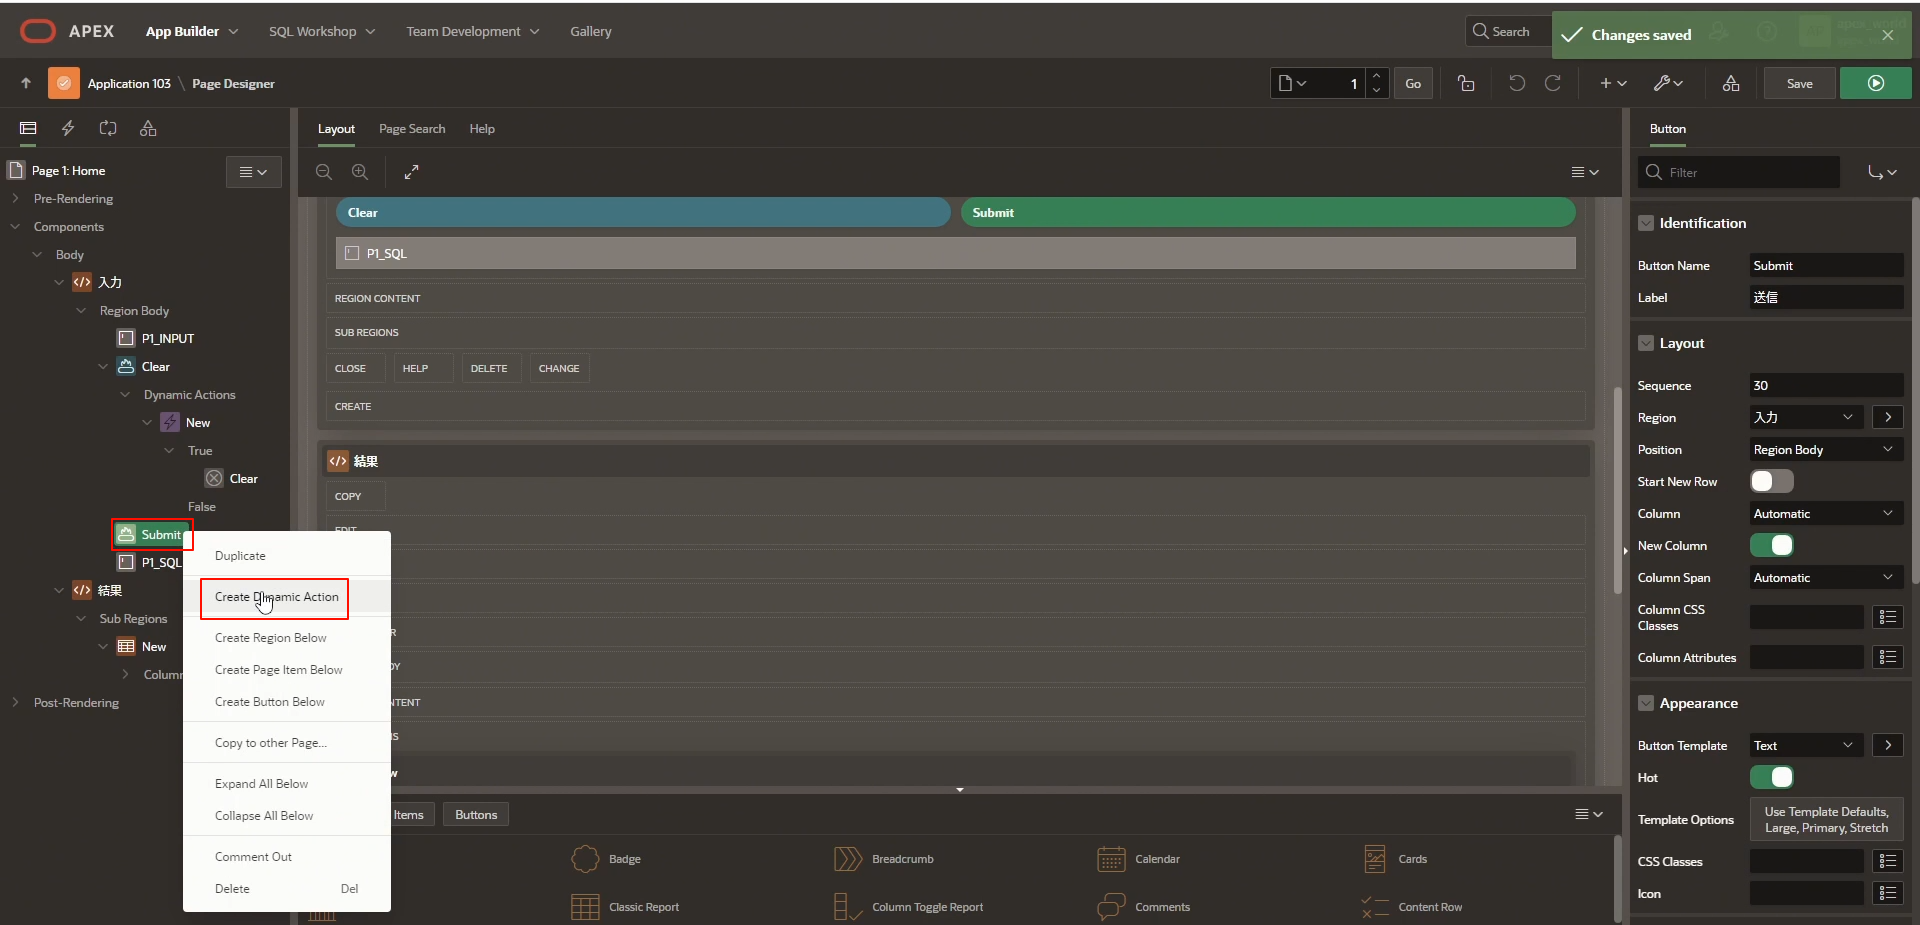 APEX
App Builder
SQL Workshop
Team Development
Gallery
Search
Changes saved
Application 103 \ Page Designer
1
Go
Save
Layout
Page Search
Help
Button
Page 1: Home
Pre-Rendering
Components
Body
入力
Region Body
P1_INPUT
Clear
Dynamic Actions
New
True
Clear
False
Submit
P1_SQL
結果
Sub Regions
New
Colum
Post-Rendering
Duplicate
Create Dynamic Action
Create Region Below
Create Page Item Below
Create Button Below
Copy to other Page...
Expand All Below
Collapse All Below
Comment Out
Delete Del
Clear
Submit
P1_SQL
REGION CONTENT
SUB REGIONS
CLOSE
HELP
DELETE
CHANGE
CREATE
結果
COPY
EDIT
R
DY
NTENT
IS
w
Items
Buttons
Badge
Breadcrumb
Calendar
Cards
Classic Report
Column Toggle Report
Comments
Content Row
Filter
Identification
Button Name Submit
Label 送信
Layout
Sequence 30
Region 入力
Position Region Body
Start New Row
Column Automatic
New Column
Column Span Automatic
Column CSS
Classes
Column Attributes
Appearance
Button Template Text
Hot
Template Options Use Template Defaults,
Large, Primary, Stretch
CSS Classes
Icon